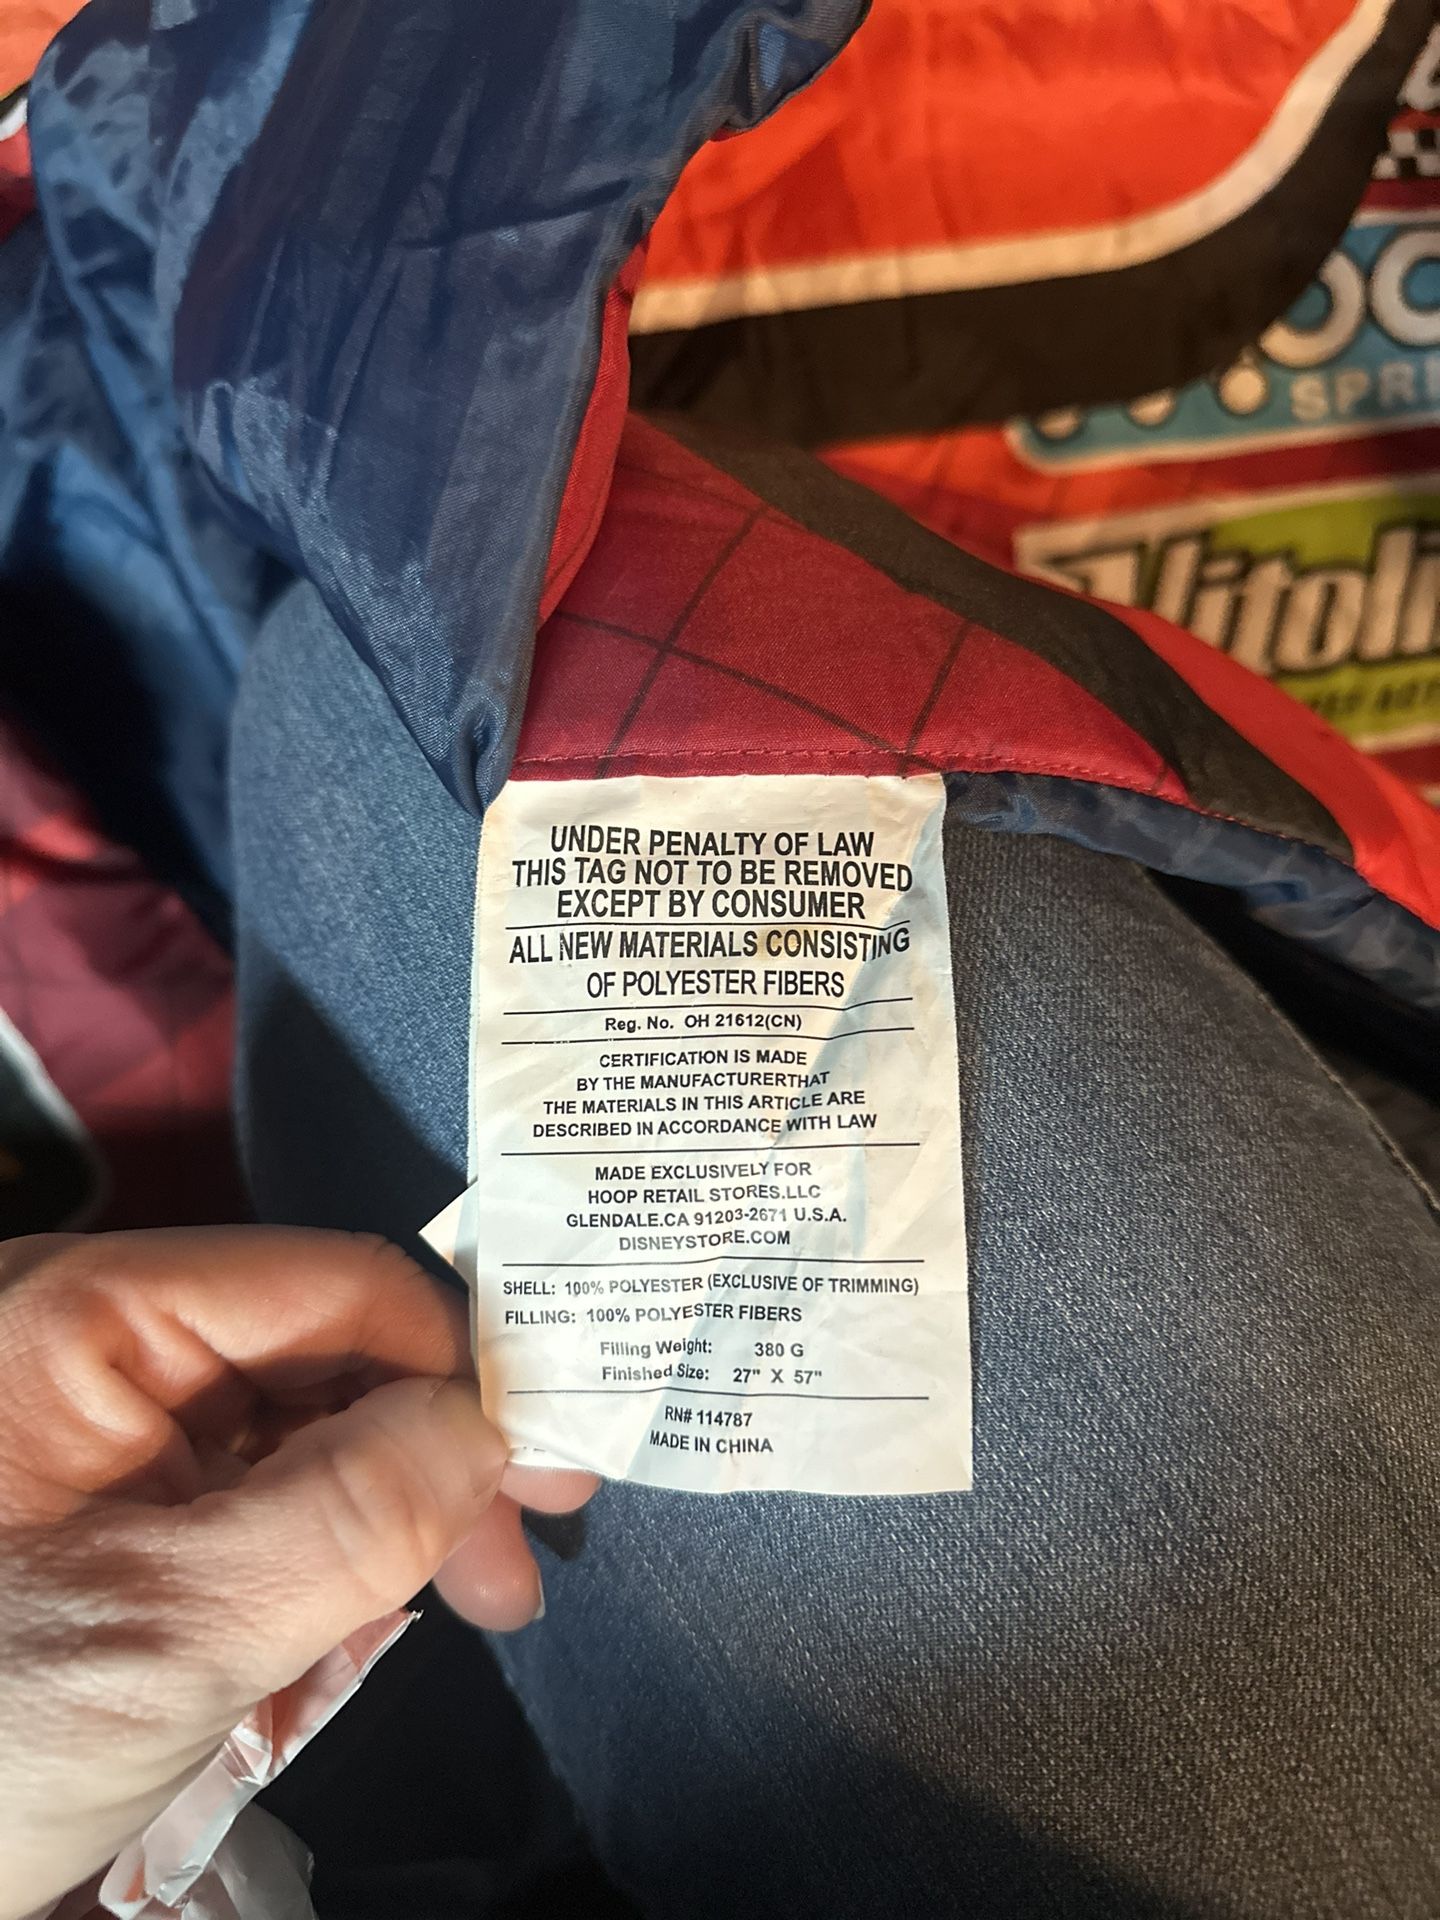 SPR
UNDER PENALTY OF LAW
THIS TAG NOT TO BE REMOVED
EXCEPT BY CONSUMER
ALL NEW MATERIALS CONSISTING
OF POLYESTER FIBERS
Reg. No. OH 21612(CN)
CERTIFICATION IS MADE
BY THE MANUFACTURERTHAT
THE MATERIALS IN THIS ARTICLE ARE
DESCRIBED IN ACCORDANCE WITH LAW
MADE EXCLUSIVELY FOR
HOOP RETAIL STORES.LLC
GLENDALE.CA 91203-2671 U.S.A.
DISNEYSTORE.COM
SHELL: 100% POLYESTER (EXCLUSIVE OF TRIMMING)
FILLING: 100% POLYESTER FIBERS
Filling Weight: 380 G
Finished Size: 27" X 57"
RN# 114787
MADE IN CHINA